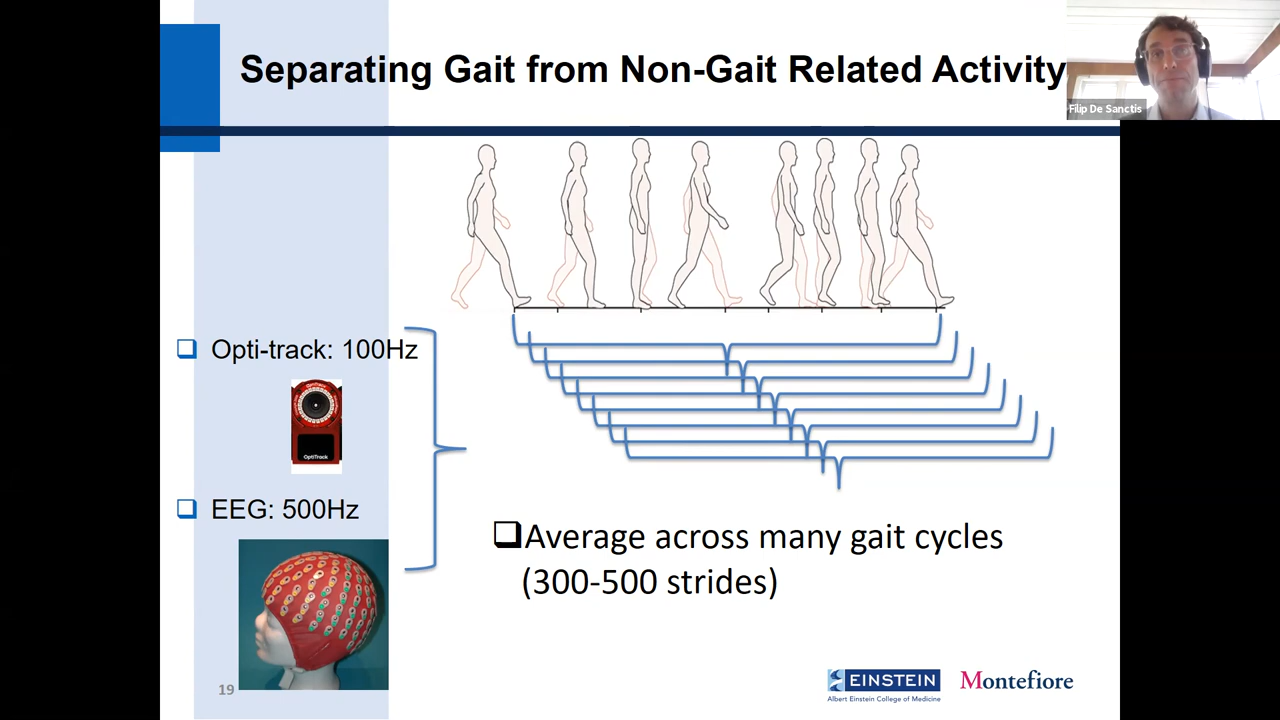 Separating Gait from Non-Gait Related Activity
Filip De Sanctis
Opti-track: 100Hz
OptiTrack
OptiTrack
EEG: 500Hz
Average across many gait cycles
(300-500 strides)
19
EINSTEIN
Albert Einstein College of Medicine
Montefiore